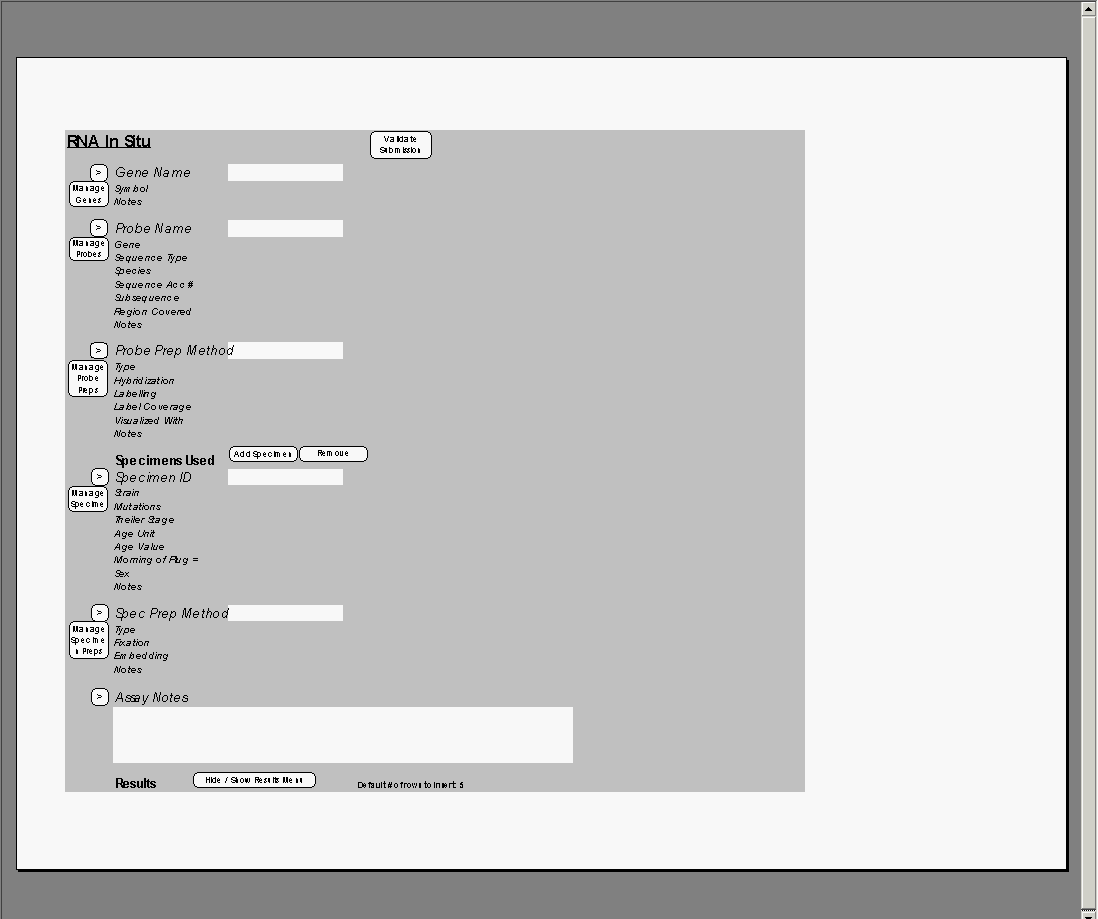 RNA In Situ
Validate
Submission
> Gene Name
Manage
Genes
Symbol
Notes
> Probe Name
Manage
Probes
Gene
Sequence Type
Species
Sequence Acc #
Subsequence
Region Covered
Notes
> Probe Prep Method
Manage
Probe
Preps
Type
Hybridization
Labelling
Label Coverage
Visualized With
Notes
Specimens Used
Add Specimen
Remove
> Specimen ID
Manage
Specime
Strain
Mutations
Theiler Stage
Age Unit
Age Value
Morning of Plug =
Sex
Notes
> Spec Prep Method
Manage
Specime
n Preps
Type
Fixation
Embedding
Notes
> Assay Notes
Results
Hide / Show Results Menu
Default # of rows to insert: 5